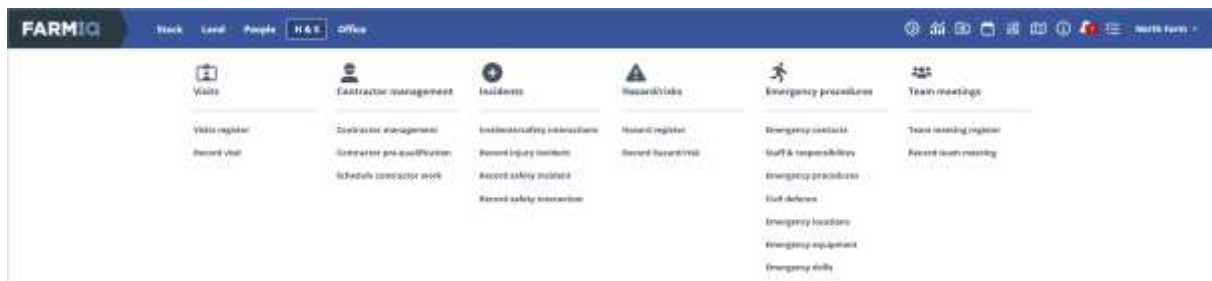 FARMIQ
Stock Land People H & S Office
North Farm
Visits Contractor management Incidents Hazard/risks Emergency procedures Team meetings
Visits register Contractor management Incidents/safety interactions Hazard register Emergency contacts Team meeting register
Record visit Contractor pre-qualification Record injury incident Record hazard/risk Staff & responsibilities Record team meeting
Schedule contractor work Record safety incident Emergency procedures
Record safety interaction Civil defence
Emergency locations
Emergency equipment
Emergency drills